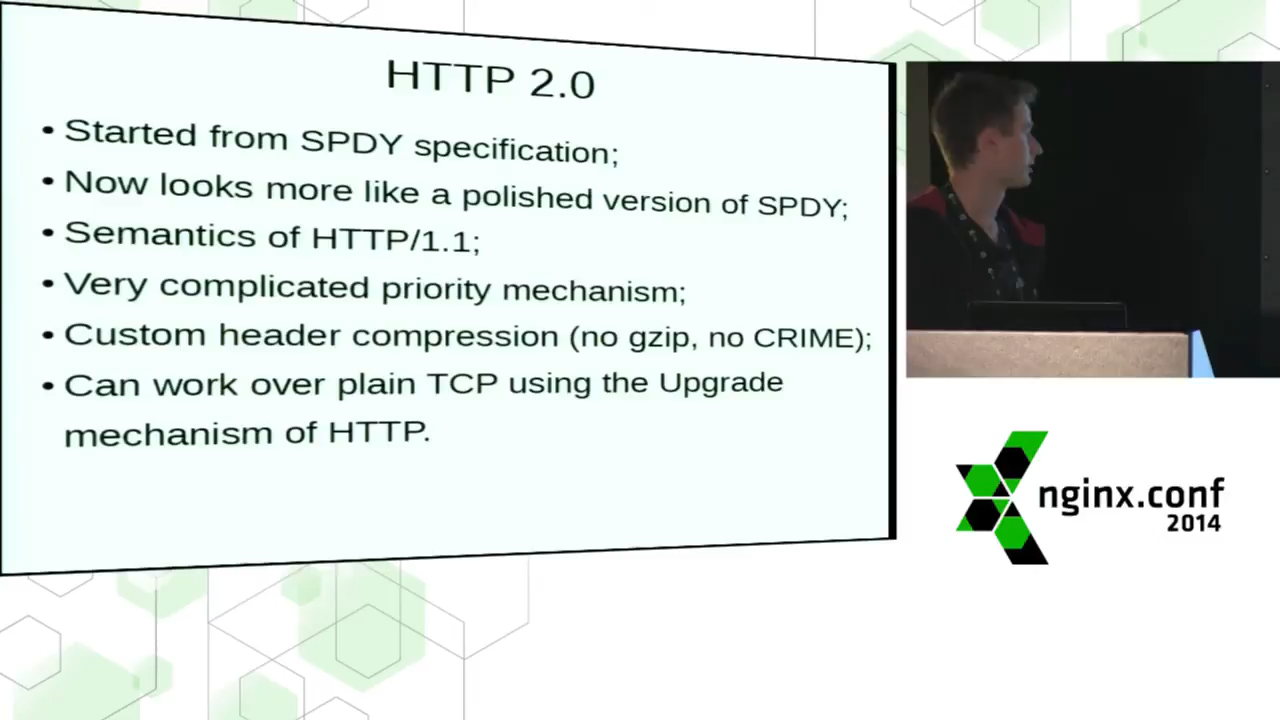 HTTP 2.0
• Started from SPDY specification;
• Now looks more like a polished version of SPDY;
• Semantics of HTTP/1.1;
• Very complicated priority mechanism;
• Custom header compression (no gzip, no CRIME);
• Can work over plain TCP using the Upgrade
mechanism of HTTP.
nginx.conf
2014